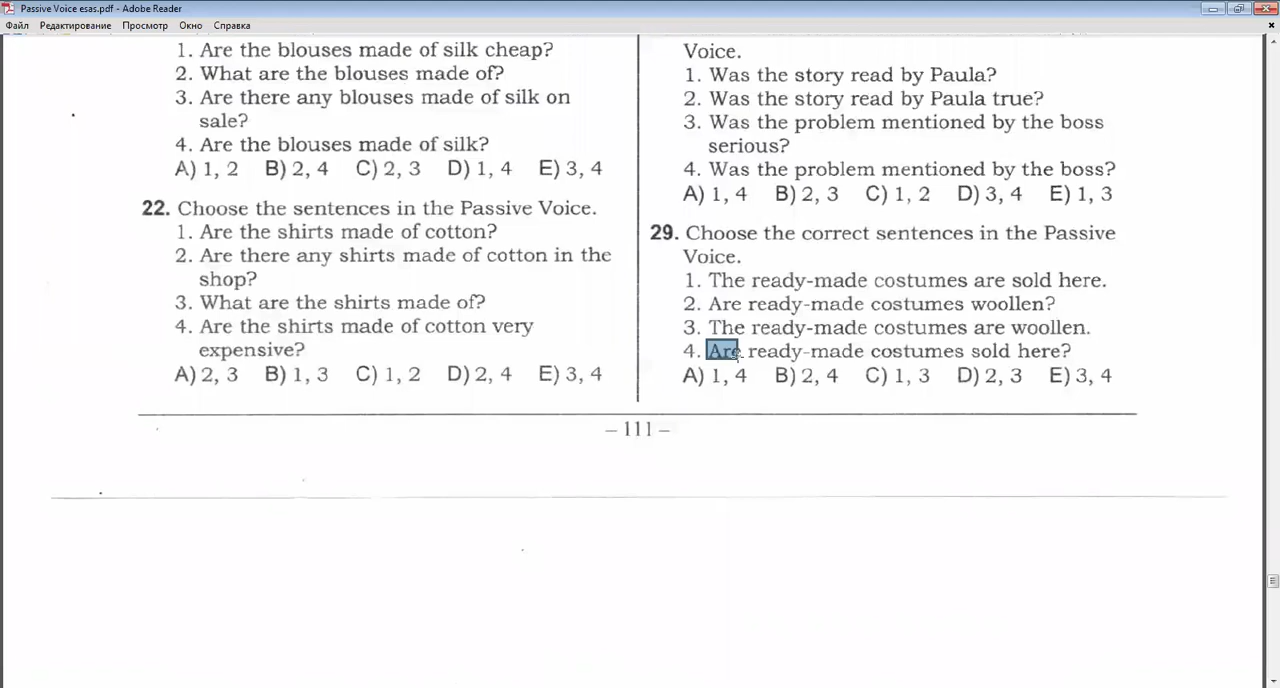 Passive Voice esas.pdf - Adobe Reader
Файл Редактирование Просмотр Окно Справка
1. Are the blouses made of silk cheap?
2. What are the blouses made of?
3. Are there any blouses made of silk on
sale?
4. Are the blouses made of silk?
A) 1, 2 B) 2, 4 C) 2, 3 D) 1, 4 E) 3, 4
22. Choose the sentences in the Passive Voice.
1. Are the shirts made of cotton?
2. Are there any shirts made of cotton in the
shop?
3. What are the shirts made of?
4. Are the shirts made of cotton very
expensive?
A) 2, 3 B) 1, 3 C) 1, 2 D) 2, 4 E) 3, 4
Voice.
1. Was the story read by Paula?
2. Was the story read by Paula true?
3. Was the problem mentioned by the boss
serious?
4. Was the problem mentioned by the boss?
A) 1, 4 B) 2, 3 C) 1, 2 D) 3, 4 E) 1, 3
29. Choose the correct sentences in the Passive
Voice.
1. The ready-made costumes are sold here.
2. Are ready-made costumes woollen?
3. The ready-made costumes are woollen.
4. Are ready-made costumes sold here?
A) 1, 4 B) 2, 4 C) 1, 3 D) 2, 3 E) 3, 4
– 111 –